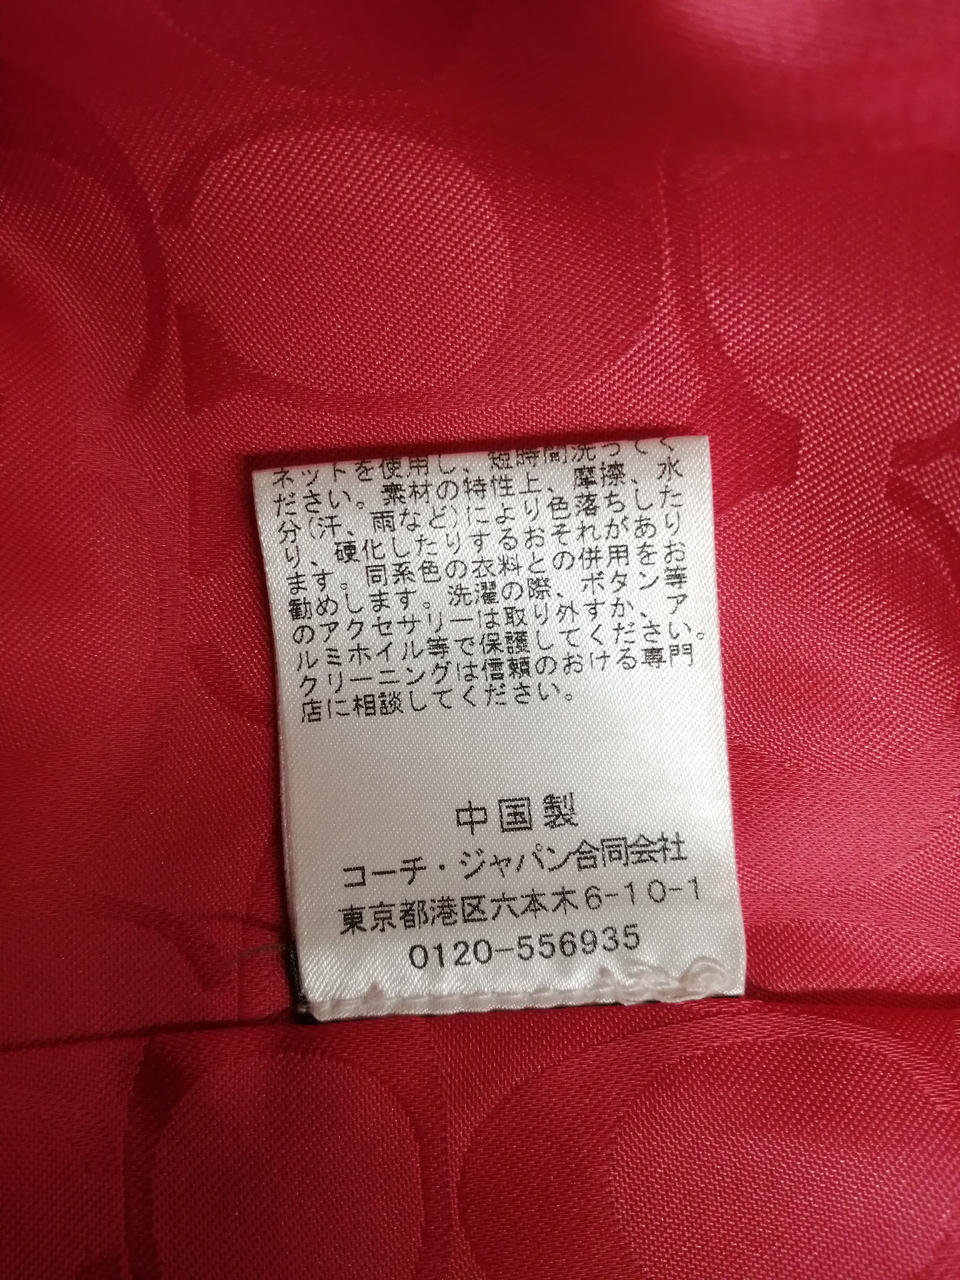 ネットを使用し、短時間洗ってく
ださい。素材の特性上、摩擦、水
分(汗、雨など)により色落ちした
り、硬化したりするおそれがあり
ます。同系色の衣料との併用をお
勧めします。洗濯の際、ボタン等
のアクセサリーは取り外すか、ア
ルミホイル等で保護してください。
クリーニングは信頼のおける専門
店に相談してください。
中国製
コーチ・ジャパン合同会社
東京都港区六本木6-10-1
0120-556935